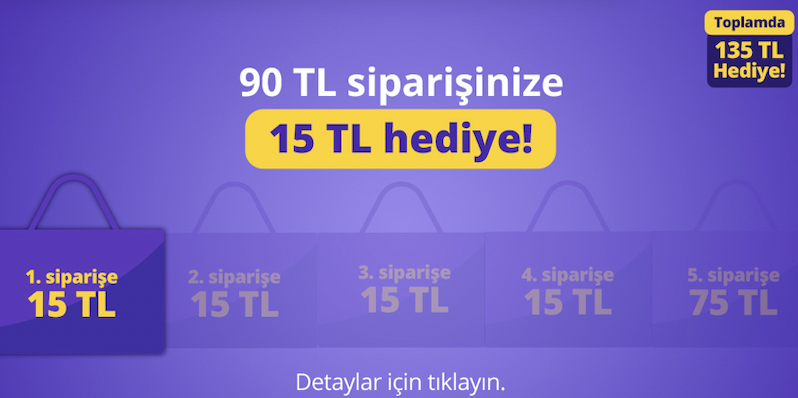 Toplamda
135 TL
Hediye!
90 TL siparişinize
15 TL hediye!
1. siparişe
15 TL
2. siparişe
15 TL
3. siparişe
15 TL
4. siparişe
15 TL
5. siparişe
75 TL
Detaylar için tıklayın.